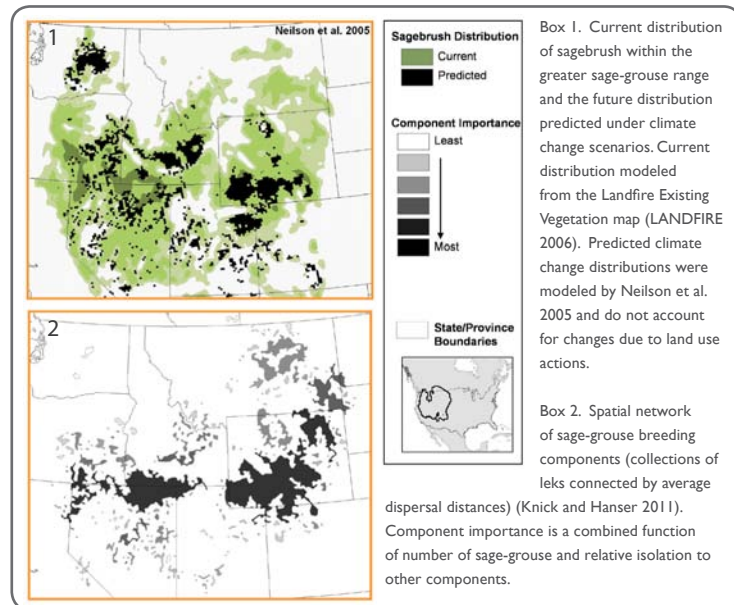 1
Neilson et al. 2005
2
Sagebrush Distribution
Current
Predicted
Component Importance
Least
Most
State/Province
Boundaries
Box 1. Current distribution
of sagebrush within the
greater sage-grouse range
and the future distribution
predicted under climate
change scenarios. Current
distribution modeled
from the Landfire Existing
Vegetation map (LANDFIRE
2006). Predicted climate
change distributions were
modeled by Neilson et al.
2005 and do not account
for changes due to land use
actions.
Box 2. Spatial network
of sage-grouse breeding
components (collections of
leks connected by average
dispersal distances) (Knick and Hanser 2011).
Component importance is a combined function
of number of sage-grouse and relative isolation to
other components.